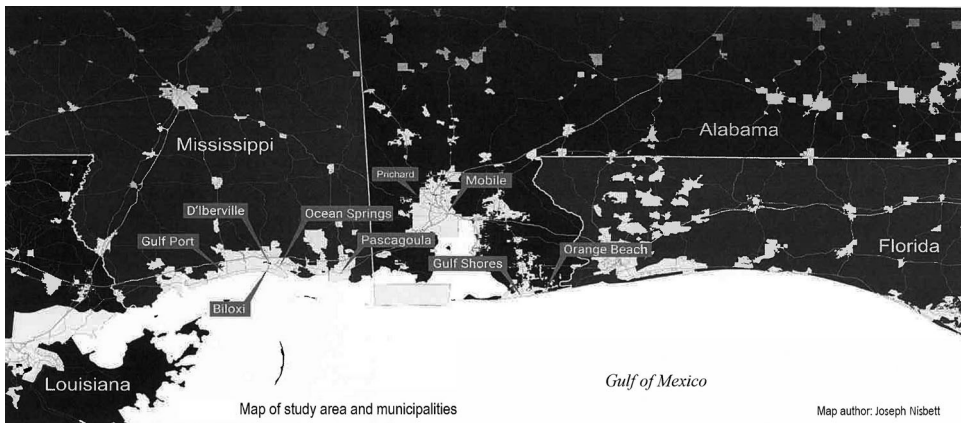 Mississippi
Alabama
Prichard
Mobile
D'Iberville
Ocean Springs
Gulf Port
Pascagoula
Orange Beach
Florida
Gulf Shores
Biloxi
Louisiana
Gulf of Mexico
Map of study area and municipalities
Map author: Joseph Nisbett